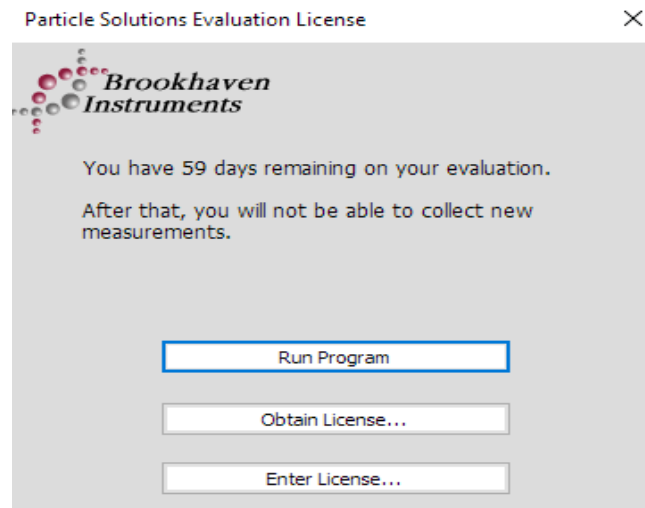 Particle Solutions Evaluation License
Brookhaven
Instruments
You have 59 days remaining on your evaluation.
After that, you will not be able to collect new
measurements.
Run Program
Obtain License...
Enter License...